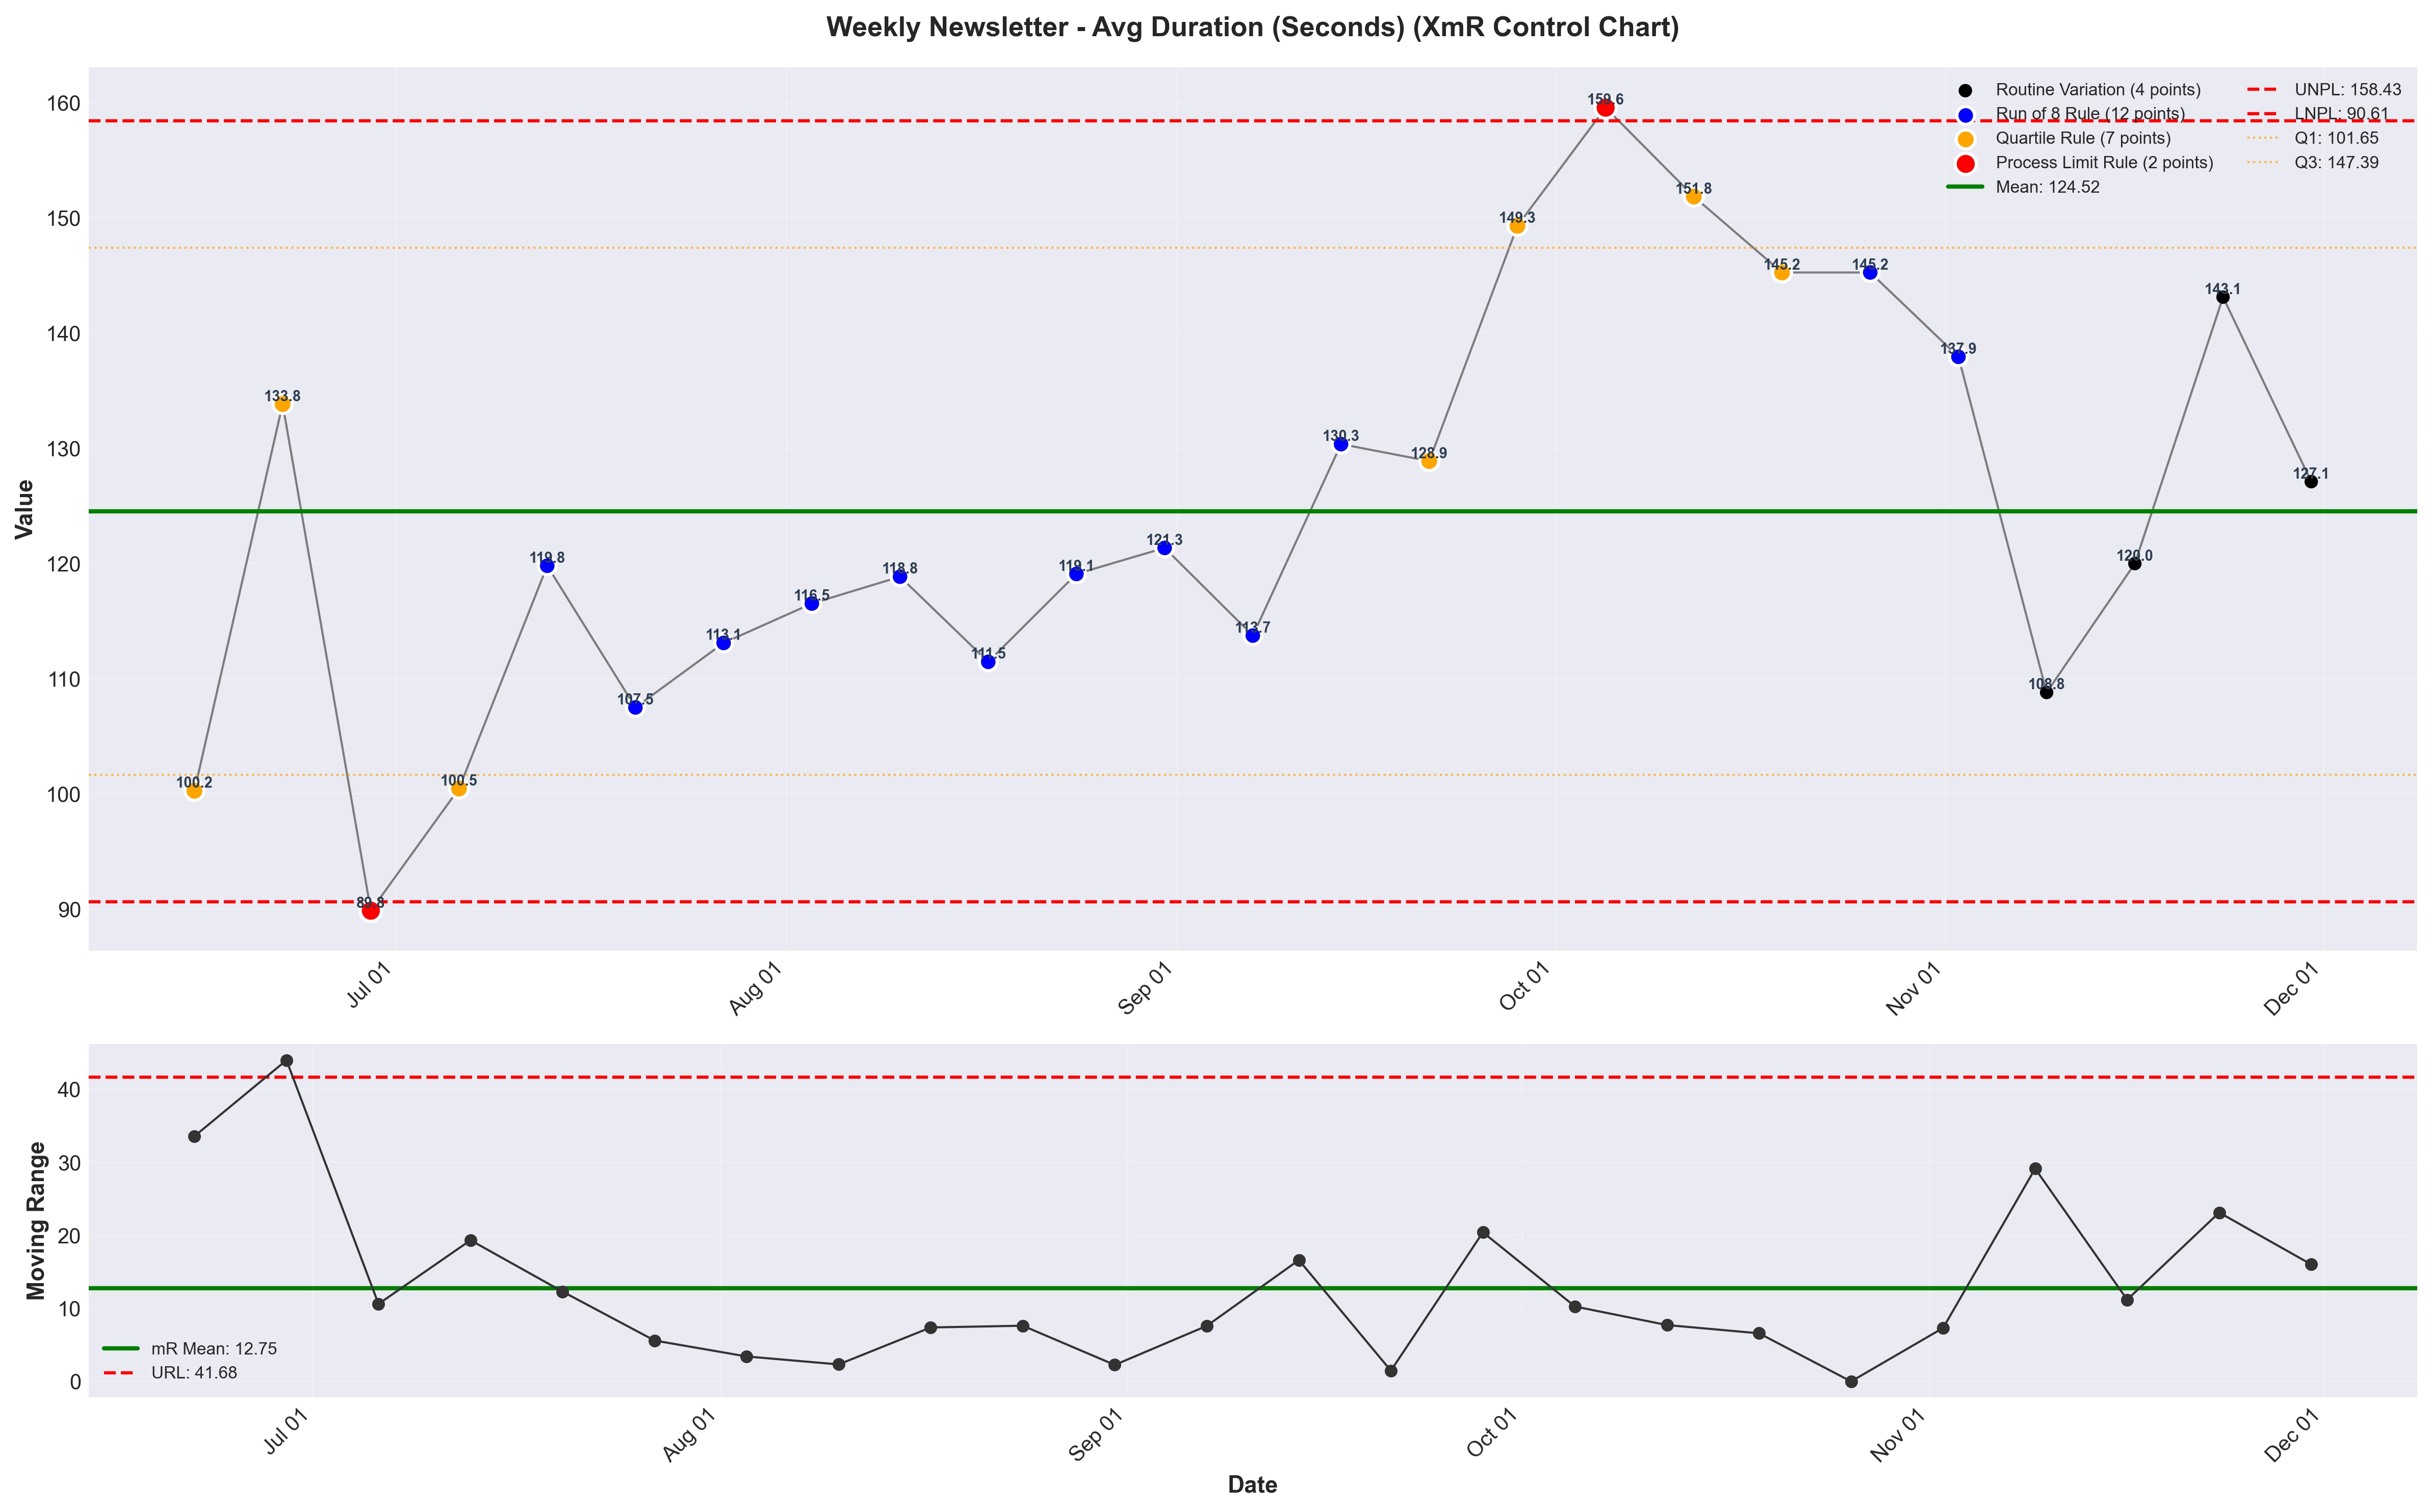 Weekly Newsletter - Avg Duration (Seconds) (XmR Control Chart)
Value
160
150
140
130
120
110
100
90
Routine Variation (4 points)
Run of 8 Rule (12 points)
Quartile Rule (7 points)
Process Limit Rule (2 points)
Mean: 124.52
UNPL: 158.43
LNPL: 90.61
Q1: 101.65
Q3: 147.39
100.2
133.8
89.8
100.5
119.8
107.5
113.1
116.5
118.8
111.5
119.1
121.3
113.7
130.3
128.9
149.3
159.6
151.8
145.2
145.2
137.9
108.8
120.0
143.1
127.1
Jul 01
Aug 01
Sep 01
Oct 01
Nov 01
Dec 01
Moving Range
40
30
20
10
0
mR Mean: 12.75
URL: 41.68
Jul 01
Aug 01
Sep 01
Oct 01
Nov 01
Dec 01
Date